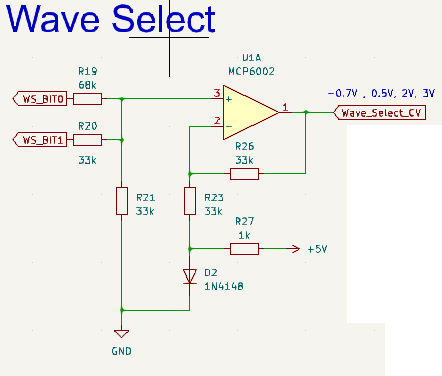 Wave Select
U1A
MCP6002
R19
68k
WS_BIT0
3
+
1
-0.7V , 0.5V, 2V, 3V
Wave_Select_CV
R20
WS_BIT1
33k
2
-
R26
33k
R21
33k
R23
33k
R27
1k
+5V
D2
1N4148
GND